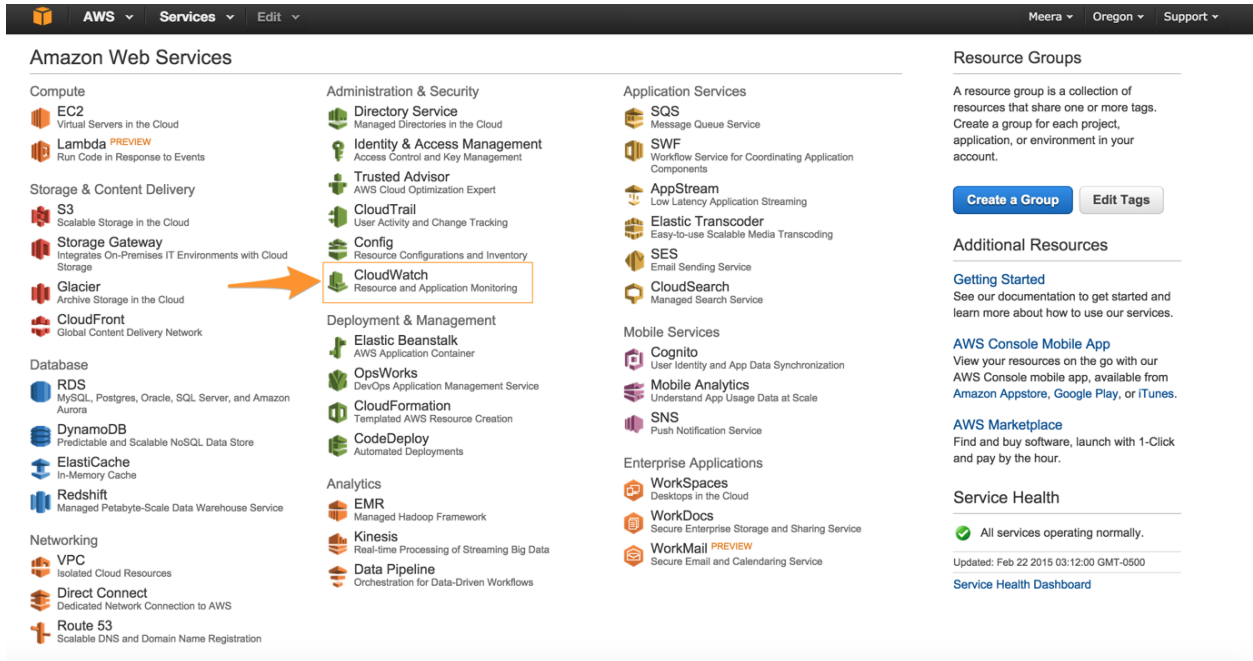 AWS Services Edit Meera Oregon Support
Amazon Web Services
Compute
EC2
Virtual Servers in the Cloud
Lambda PREVIEW
Run Code in Response to Events
Storage & Content Delivery
S3
Scalable Storage in the Cloud
Storage Gateway
Integrates On-Premises IT Environments with Cloud
Storage
Glacier
Archive Storage in the Cloud
CloudFront
Global Content Delivery Network
Database
RDS
MySQL, Postgres, Oracle, SQL Server, and Amazon
Aurora
DynamoDB
Predictable and Scalable NoSQL Data Store
ElastiCache
In-Memory Cache
Redshift
Managed Petabyte-Scale Data Warehouse Service
Networking
VPC
Isolated Cloud Resources
Direct Connect
Dedicated Network Connection to AWS
Route 53
Scalable DNS and Domain Name Registration
Administration & Security
Directory Service
Managed Directories in the Cloud
Identity & Access Management
Access Control and Key Management
Trusted Advisor
AWS Cloud Optimization Expert
CloudTrail
User Activity and Change Tracking
Config
Resource Configurations and Inventory
CloudWatch
Resource and Application Monitoring
Deployment & Management
Elastic Beanstalk
AWS Application Container
OpsWorks
DevOps Application Management Service
CloudFormation
Templated AWS Resource Creation
CodeDeploy
Automated Deployments
Analytics
EMR
Managed Hadoop Framework
Kinesis
Real-time Processing of Streaming Big Data
Data Pipeline
Orchestration for Data-Driven Workflows
Application Services
SQS
Message Queue Service
SWF
Workflow Service for Coordinating Application
Components
AppStream
Low Latency Application Streaming
Elastic Transcoder
Easy-to-use Scalable Media Transcoding
SES
Email Sending Service
CloudSearch
Managed Search Service
Mobile Services
Cognito
User Identity and App Data Synchronization
Mobile Analytics
Understand App Usage Data at Scale
SNS
Push Notification Service
Enterprise Applications
WorkSpaces
Desktops in the Cloud
WorkDocs
Secure Enterprise Storage and Sharing Service
WorkMail PREVIEW
Secure Email and Calendaring Service
Resource Groups
A resource group is a collection of
resources that share one or more tags.
Create a group for each project,
application, or environment in your
account.
Create a Group Edit Tags
Additional Resources
Getting Started
See our documentation to get started and
learn more about how to use our services.
AWS Console Mobile App
View your resources on the go with our
AWS Console mobile app, available from
Amazon Appstore, Google Play, or iTunes.
AWS Marketplace
Find and buy software, launch with 1-Click
and pay by the hour.
Service Health
All services operating normally.
Updated: Feb 22 2015 03:12:00 GMT-0500
Service Health Dashboard